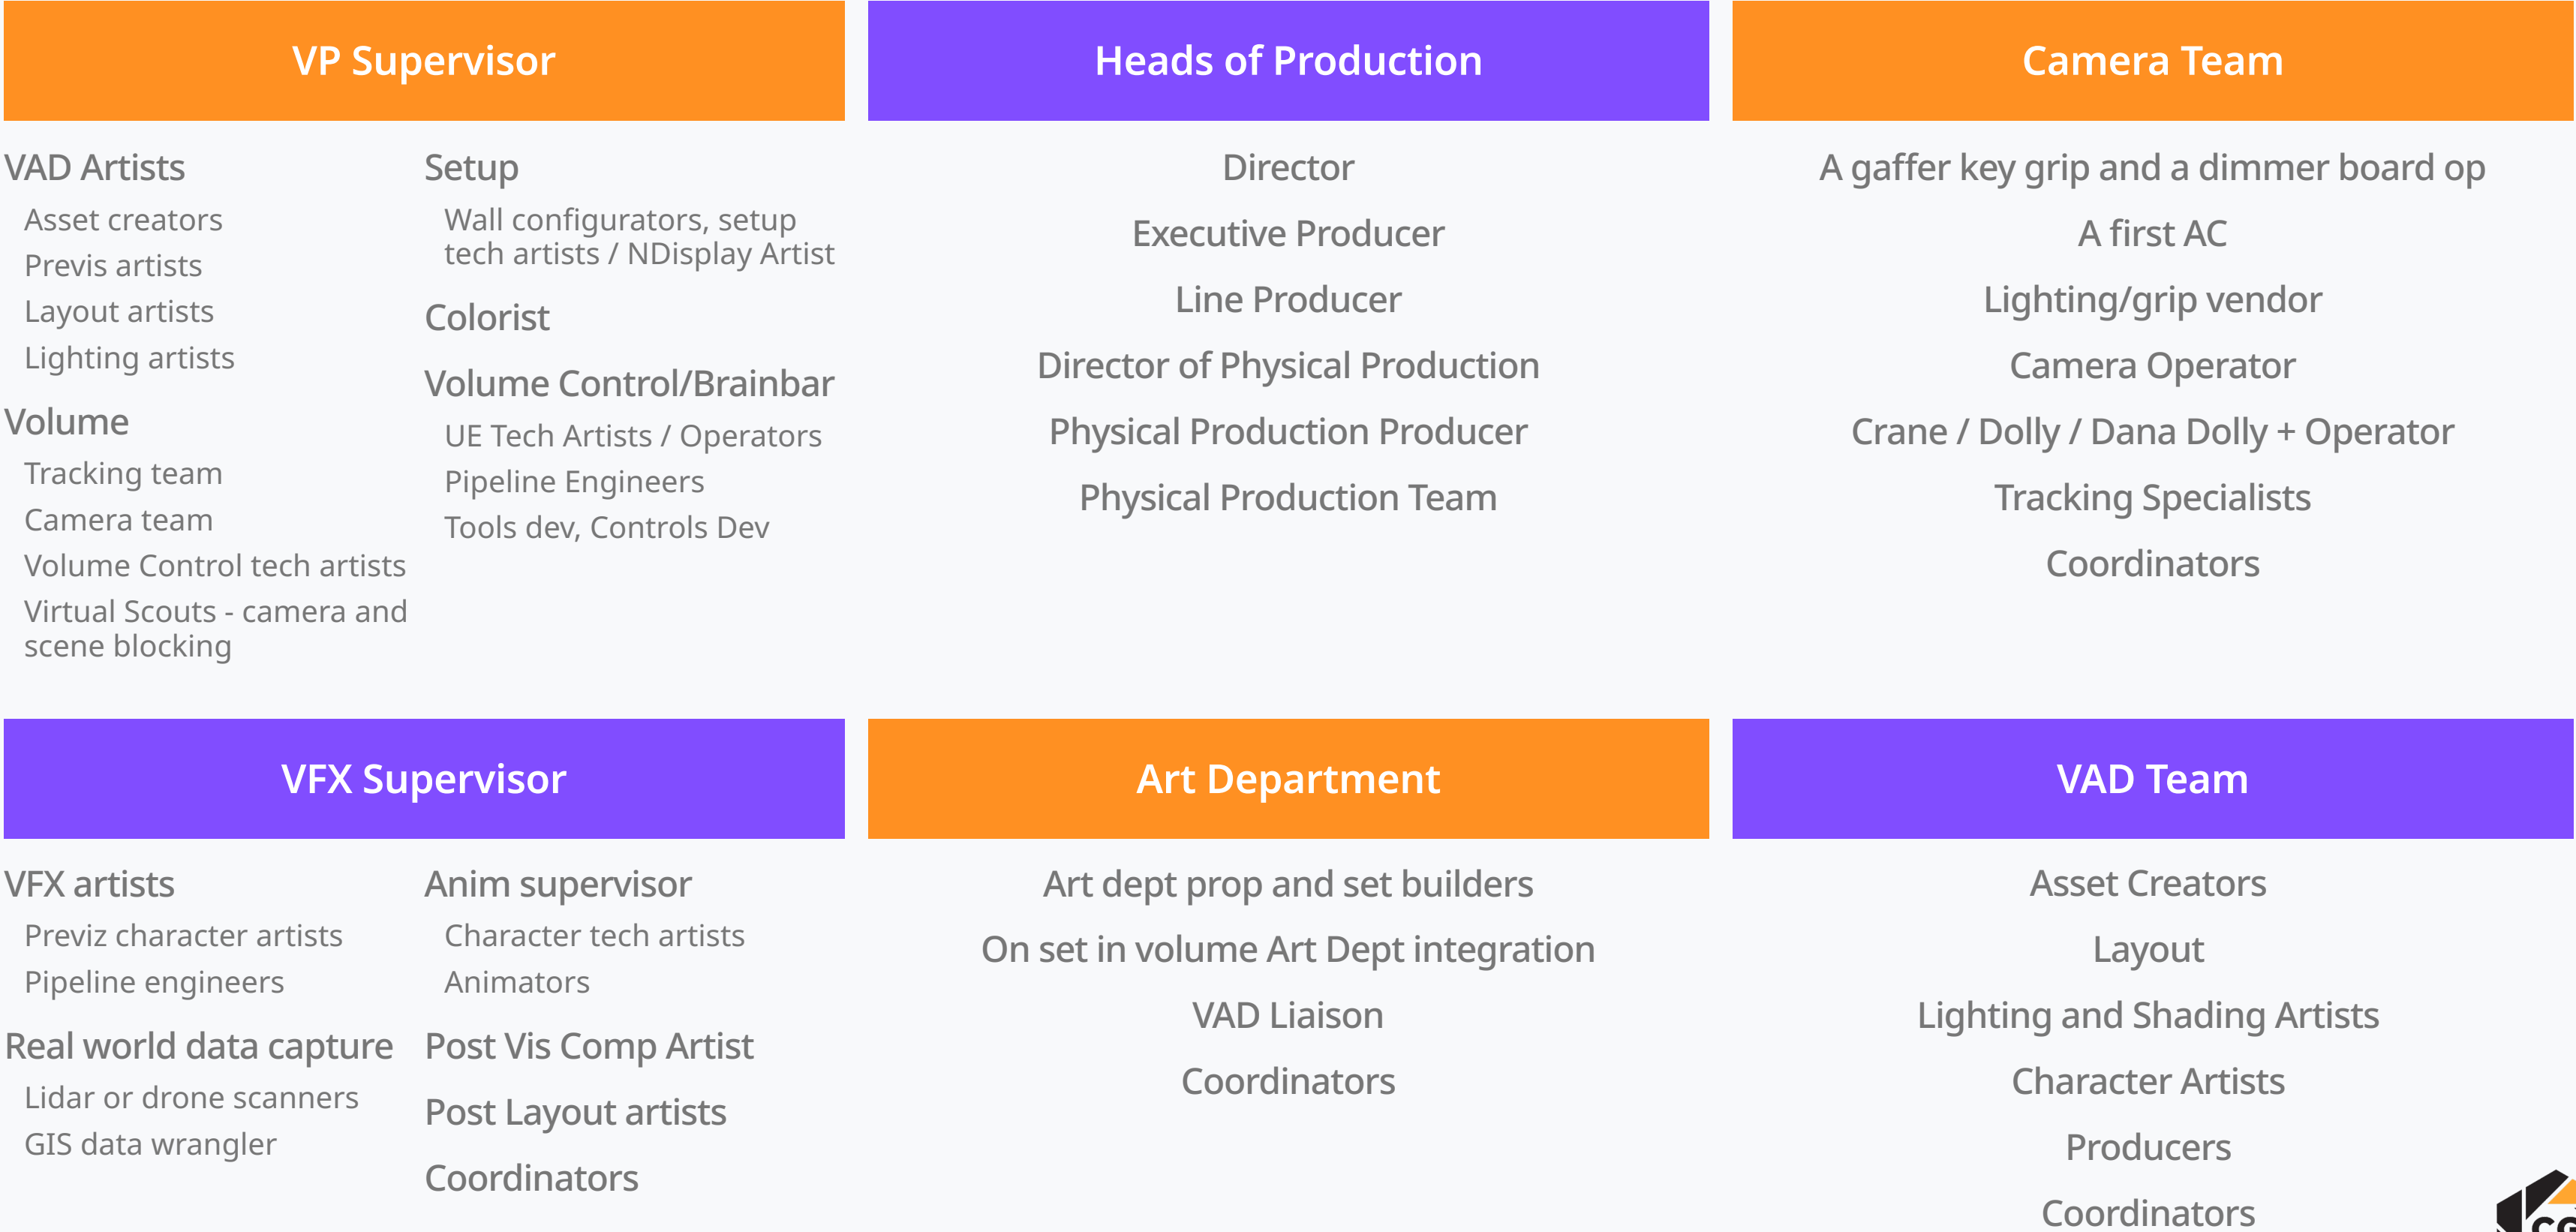 VP Supervisor
VAD Artists
Asset creators
Previs artists
Layout artists
Lighting artists
Volume
Tracking team
Camera team
Volume Control tech artists
Virtual Scouts - camera and
scene blocking
Setup
Wall configurators, setup
tech artists / NDisplay Artist
Colorist
Volume Control/Brainbar
UE Tech Artists / Operators
Pipeline Engineers
Tools dev, Controls Dev
Heads of Production
Director
Executive Producer
Line Producer
Director of Physical Production
Physical Production Producer
Physical Production Team
Camera Team
A gaffer key grip and a dimmer board op
A first AC
Lighting/grip vendor
Camera Operator
Crane / Dolly / Dana Dolly + Operator
Tracking Specialists
Coordinators
VFX Supervisor
VFX artists
Previz character artists
Pipeline engineers
Real world data capture
Lidar or drone scanners
GIS data wrangler
Anim supervisor
Character tech artists
Animators
Post Vis Comp Artist
Post Layout artists
Coordinators
Art Department
Art dept prop and set builders
On set in volume Art Dept integration
VAD Liaison
Coordinators
VAD Team
Asset Creators
Layout
Lighting and Shading Artists
Character Artists
Producers
Coordinators